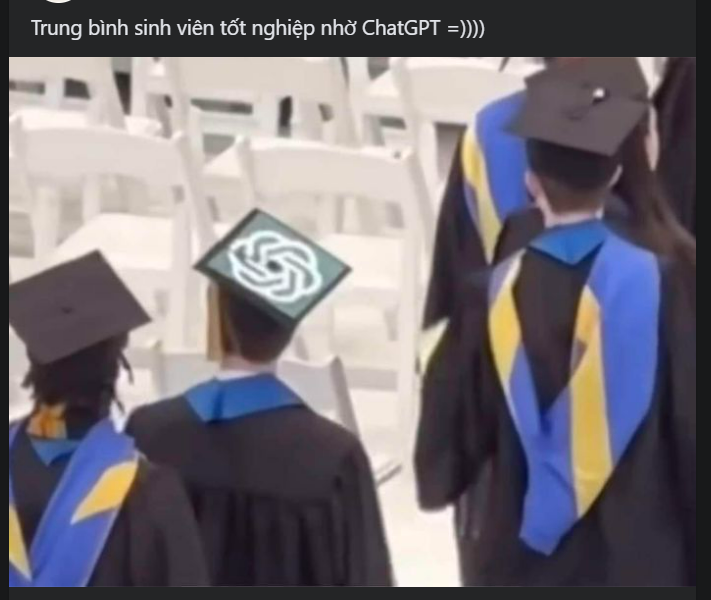 Trung bình sinh viên tốt nghiệp nhờ ChatGPT =))))